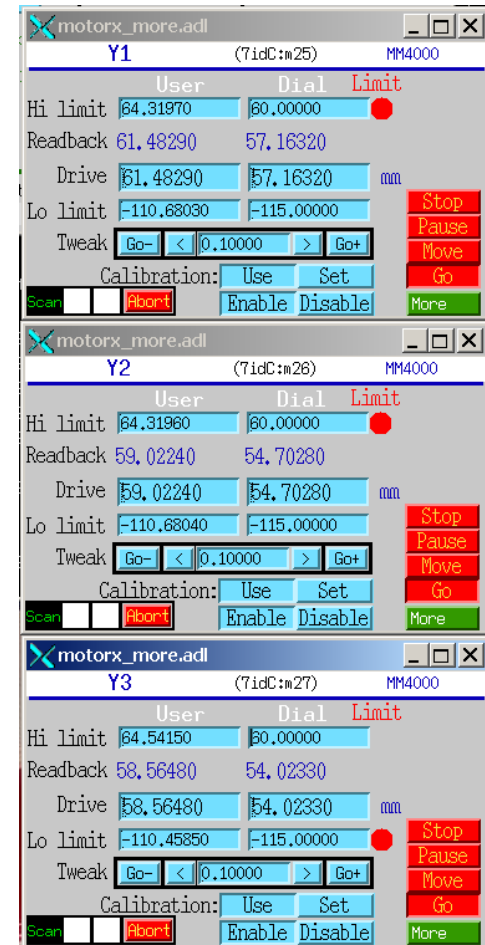 motorx_more.adl
Y1 (7idC:m25) MM4000
User Dial Limit
Hi limit 64.31970 60.00000
Readback 61.48290 57.16320
Drive 61.48290 57.16320 mm
Lo limit -110.68030 -115.00000 Stop
Pause
Tweak Go- < 0.10000 > Go+ Move
Calibration: Use Set Go
Scan Abort Enable Disable More
motorx_more.adl
Y2 (7idC:m26) MM4000
User Dial Limit
Hi limit 64.31960 60.00000
Readback 59.02240 54.70280
Drive 59.02240 54.70280 mm
Lo limit -110.68040 -115.00000 Stop
Pause
Tweak Go- < 0.10000 > Go+ Move
Calibration: Use Set Go
Scan Abort Enable Disable More
motorx_more.adl
Y3 (7idC:m27) MM4000
User Dial Limit
Hi limit 64.54150 60.00000
Readback 58.56480 54.02330
Drive 58.56480 54.02330 mm
Lo limit -110.45850 -115.00000 Stop
Pause
Tweak Go- < 0.10000 > Go+ Move
Calibration: Use Set Go
Scan Abort Enable Disable More